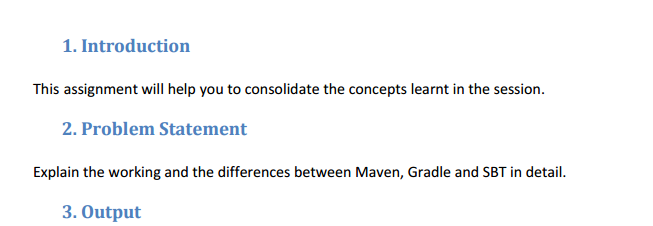 1. Introduction
This assignment will help you to consolidate the concepts learnt in the session.
2. Problem Statement
Explain the working and the differences between Maven, Gradle and SBT in detail.
3. Output